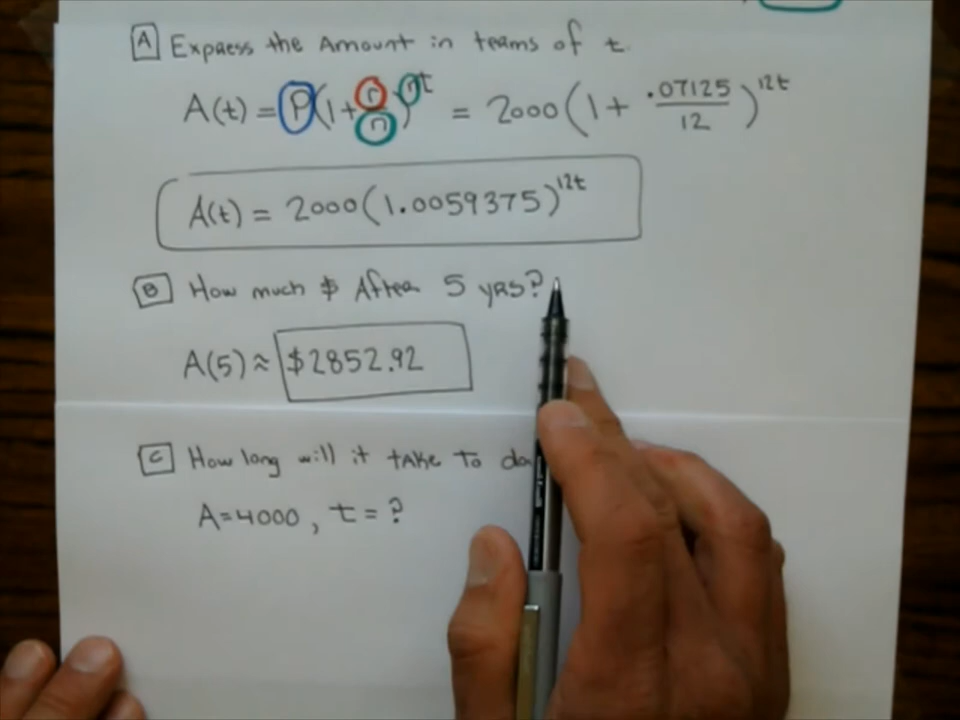 A Express the Amount in terms of t.
A(t) = P(1+r/n)^nt = 2000(1+ .07125/12)^12t
A(t) = 2000(1.0059375)^12t
B How much $ After 5 yrs?
A(5) ≈ $2852.92
C How long will it take to do
A=4000, t = ?